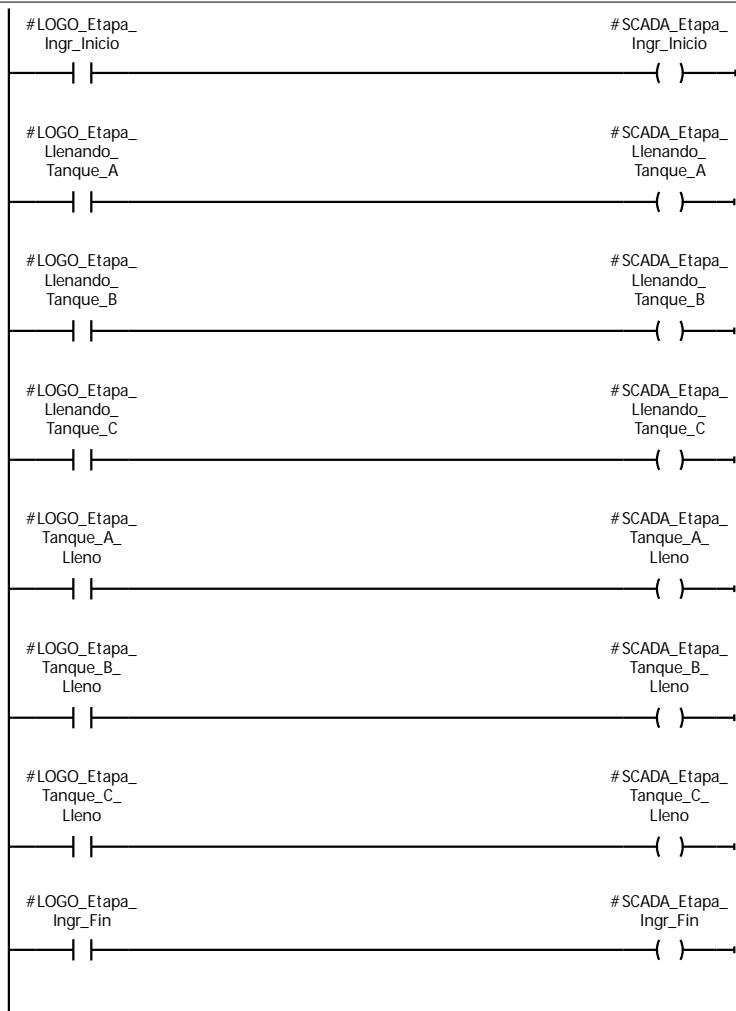 #LOGO_Etapa_
Ingr_Inicio
#SCADA_Etapa_
Ingr_Inicio
#LOGO_Etapa_
Llenando_
Tanque_A
#SCADA_Etapa_
Llenando_
Tanque_A
#LOGO_Etapa_
Llenando_
Tanque_B
#SCADA_Etapa_
Llenando_
Tanque_B
#LOGO_Etapa_
Llenando_
Tanque_C
#SCADA_Etapa_
Llenando_
Tanque_C
#LOGO_Etapa_
Tanque_A_
Lleno
#SCADA_Etapa_
Tanque_A_
Lleno
#LOGO_Etapa_
Tanque_B_
Lleno
#SCADA_Etapa_
Tanque_B_
Lleno
#LOGO_Etapa_
Tanque_C_
Lleno
#SCADA_Etapa_
Tanque_C_
Lleno
#LOGO_Etapa_
Ingr_Fin
#SCADA_Etapa_
Ingr_Fin